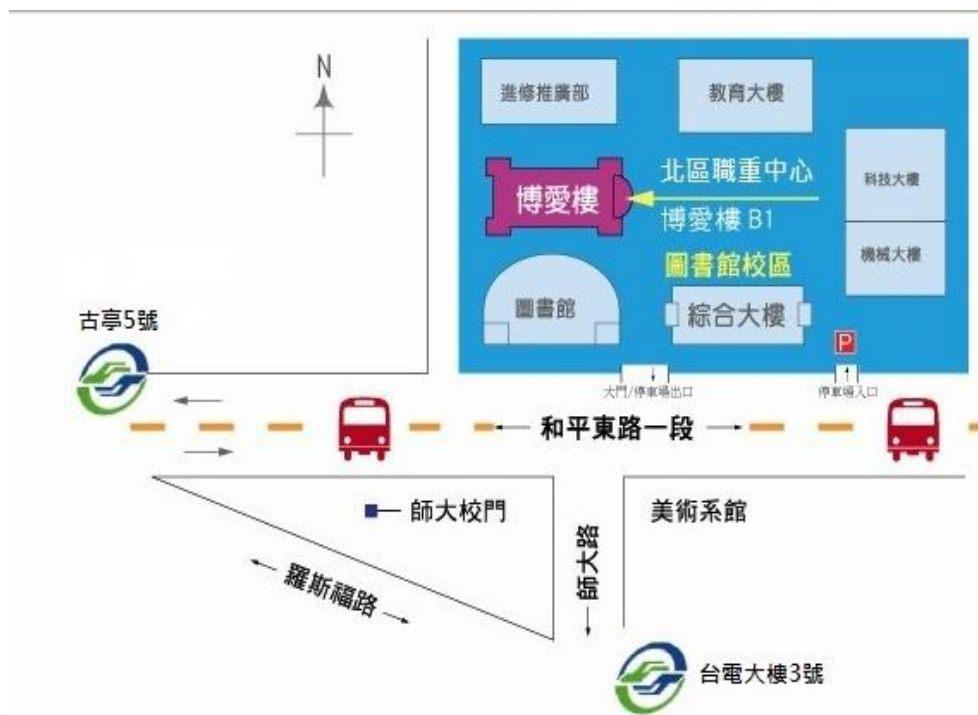 N
進修推廣部
教育大樓
北區職重中心
科技大樓
博愛樓
博愛樓 B1
圖書館校區
機械大樓
圖書館
綜合大樓
古亭5號
P
大門/停車場出口
停車場入口
和平東路一段
師大校門
美術系館
師大路
羅斯福路
台電大樓3號